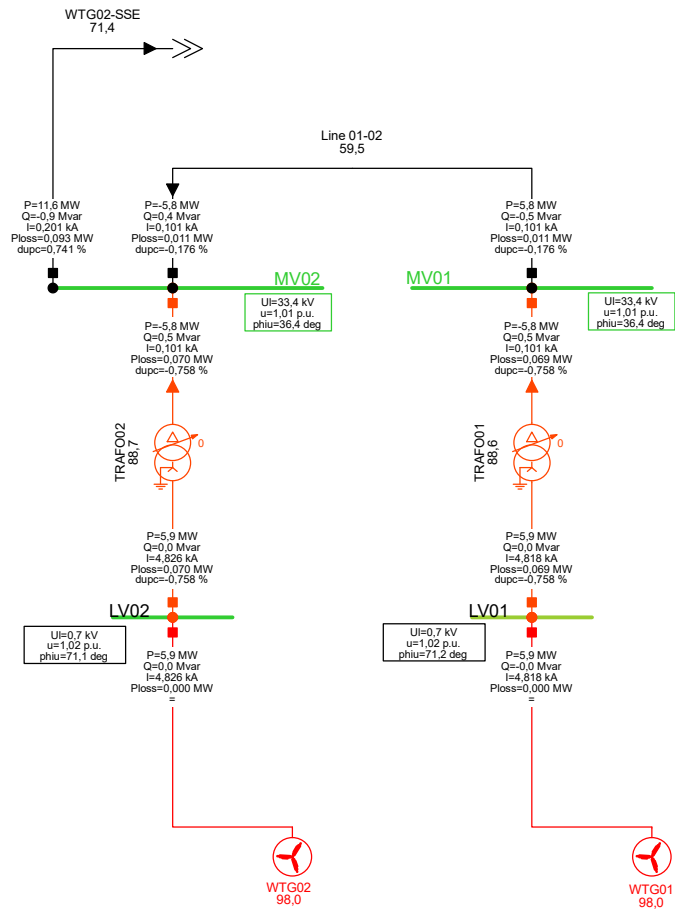 WTG02-SSE
71,4
Line 01-02
59,5
P=11,6 MW
Q=-0,9 Mvar
I=0,201 kA
Ploss=0,093 MW
dupc=0,741 %
P=-5,8 MW
Q=0,4 Mvar
I=0,101 kA
Ploss=0,011 MW
dupc=-0,176 %
P=5,8 MW
Q=-0,5 Mvar
I=0,101 kA
Ploss=0,011 MW
dupc=-0,176 %
MV02
MV01
Ul=33,4 kV
u=1,01 p.u.
phiu=36,4 deg
Ul=33,4 kV
u=1,01 p.u.
phiu=36,4 deg
P=-5,8 MW
Q=0,5 Mvar
I=0,101 kA
Ploss=0,070 MW
dupc=-0,758 %
P=-5,8 MW
Q=0,5 Mvar
I=0,101 kA
Ploss=0,069 MW
dupc=-0,758 %
TRAFO02
88,7
0
TRAFO01
88,6
0
P=5,9 MW
Q=0,0 Mvar
I=4,826 kA
Ploss=0,070 MW
dupc=-0,758 %
P=5,9 MW
Q=0,0 Mvar
I=4,818 kA
Ploss=0,069 MW
dupc=-0,758 %
LV02
LV01
Ul=0,7 kV
u=1,02 p.u.
phiu=71,1 deg
Ul=0,7 kV
u=1,02 p.u.
phiu=71,2 deg
P=5,9 MW
Q=0,0 Mvar
I=4,826 kA
Ploss=0,000 MW
=
P=5,9 MW
Q=-0,0 Mvar
I=4,818 kA
Ploss=0,000 MW
=
WTG02
98,0
WTG01
98,0